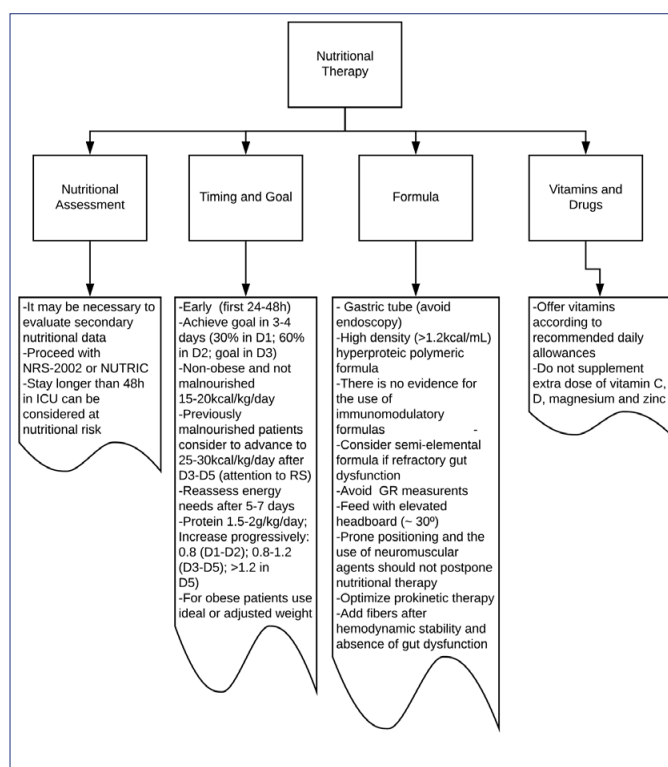 Nutritional
Therapy
Nutritional
Assessment
Timing and Goal
Formula
Vitamins and
Drugs
-It may be necessary to
evaluate secondary
nutritional data
-Proceed with
NRS-2002 or NUTRIC
-Stay longer than 48h
in ICU can be
considered at
nutritional risk
-Early (first 24-48h)
-Achieve goal in 3-4
days (30% in D1; 60%
in D2; goal in D3)
-Non-obese and not
malnourished
15-20kcal/kg/day
-Previously
malnourished patients
consider to advance to
25-30kcal/kg/day after
D3-D5 (attention to RS)
-Reassess energy
needs after 5-7 days
-Protein 1.5-2g/kg/day;
Increase progressively:
0.8 (D1-D2); 0.8-1.2
(D3-D5); >1.2 in
D5)
-For obese patients use
ideal or adjusted weight
- Gastric tube (avoid
endoscopy)
-High density (>1.2kcal/mL)
hyperproteic polymeric
formula
-There is no evidence for
the use of
immunomodulatory
formulas -
-Consider semi-elemental
formula if refractory gut
dysfunction
-Avoid GR measurents
-Feed with elevated
headboard (~ 30º)
-Prone positioning and the
use of neuromuscular
agents should not postpone
nutritional therapy
-Optimize prokinetic therapy
-Add fibers after
hemodynamic stability and
absence of gut dysfunction
-Offer vitamins
according to
recommended daily
allowances
-Do not supplement
extra dose of vitamin C,
D, magnesium and zinc